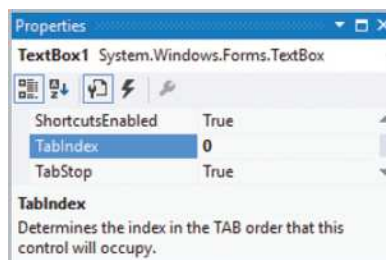 Properties
TextBox1 System.Windows.Forms.TextBox
ShortcutsEnabled True
TabIndex 0
TabStop True
TabIndex
Determines the index in the TAB order that this
control will occupy.